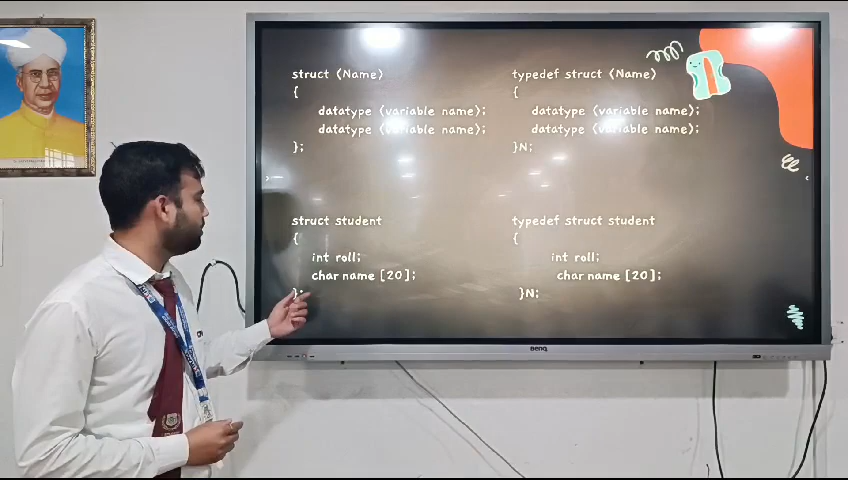 struct (Name)
{
datatype (variable name);
datatype (variable name);
};
typedef struct (Name)
{
datatype (variable name);
datatype (variable name);
}N;
struct student
{
int roll;
char name [20];
};
typedef struct student
{
int roll;
char name [20];
}N;
BenQ